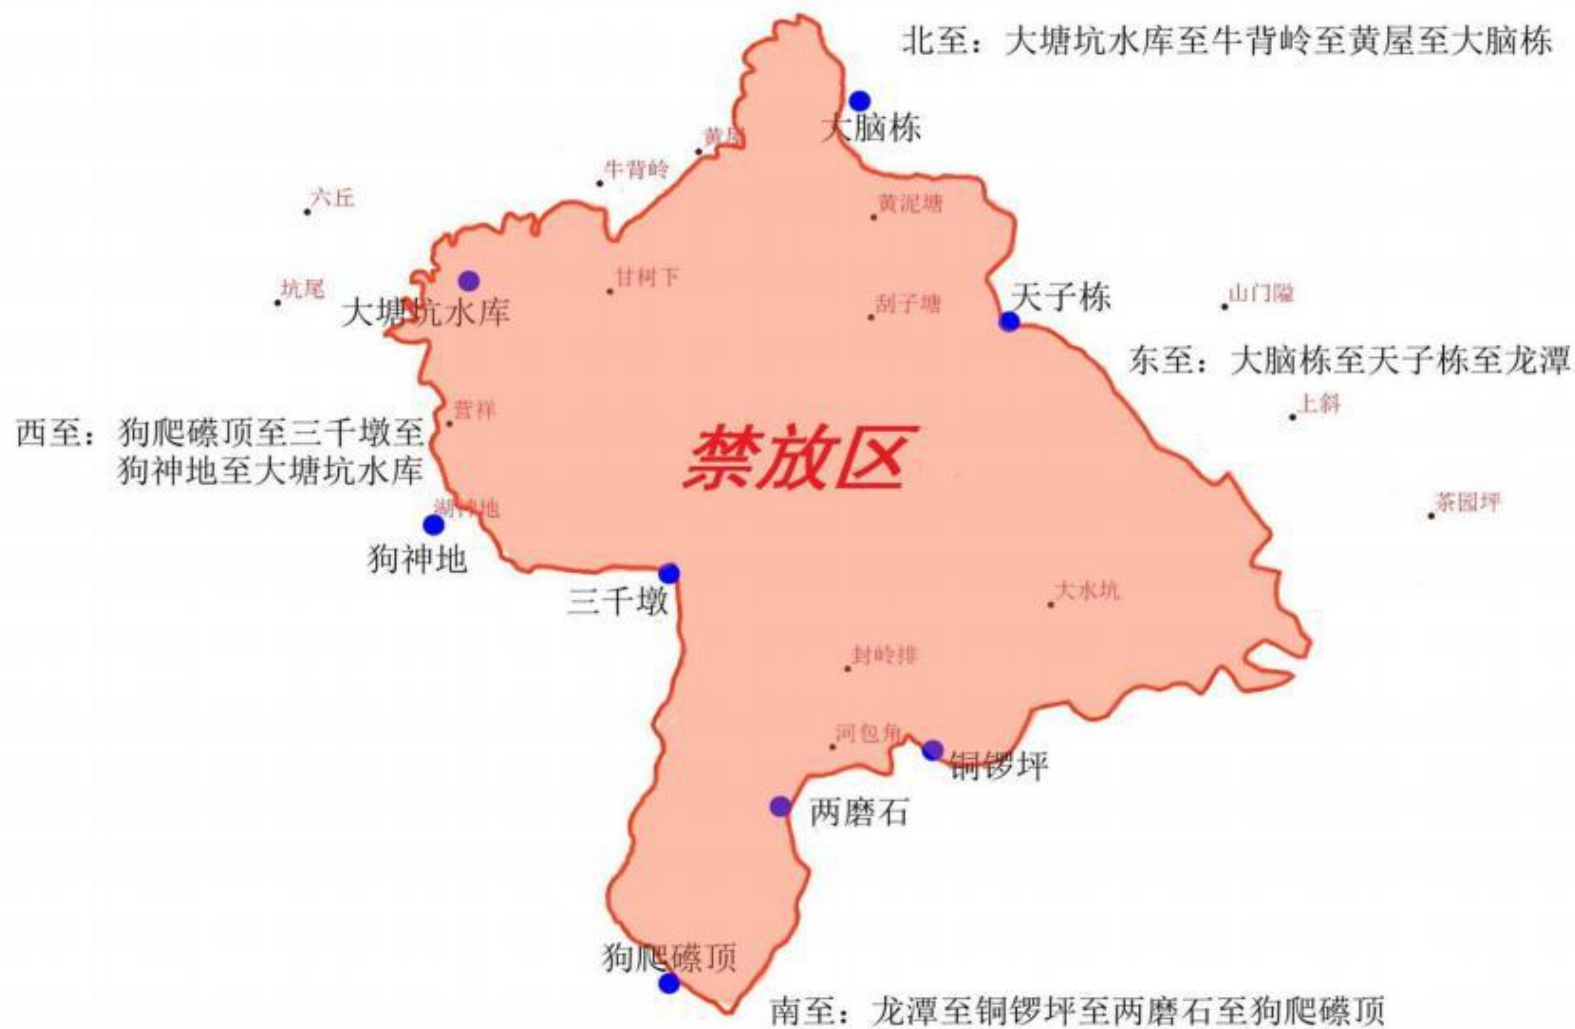 北至：大塘坑水库至牛背岭至黄屋至大脑栋
大脑栋
黄屋
牛背岭
六丘
黄泥塘
甘树下
坑尾
大塘坑水库
刮子塘
天子栋
山门隘
东至：大脑栋至天子栋至龙潭
上斜
营祥
西至：狗爬礤顶至三千墩至
狗神地至大塘坑水库
禁放区
湖神地
茶园坪
狗神地
三千墩
大水坑
封岭排
河包角
铜锣坪
两磨石
狗爬礤顶
南至：龙潭至铜锣坪至两磨石至狗爬礤顶